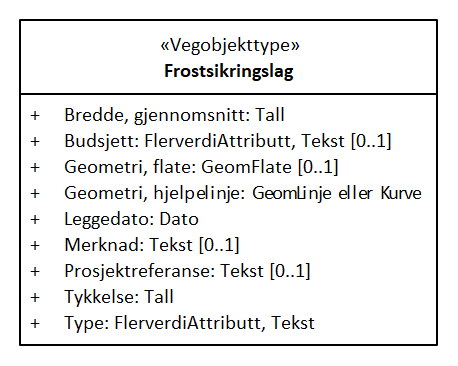 «Vegobjekttype»
Frostsikringslag
+ Bredde, gjennomsnitt: Tall
+ Budsjett: FlerverdiAttributt, Tekst [0..1]
+ Geometri, flate: GeomFlate [0..1]
+ Geometri, hjelpelinje: GeomLinje eller Kurve
+ Leggedato: Dato
+ Merknad: Tekst [0..1]
+ Prosjektreferanse: Tekst [0..1]
+ Tykkelse: Tall
+ Type: FlerverdiAttributt, Tekst